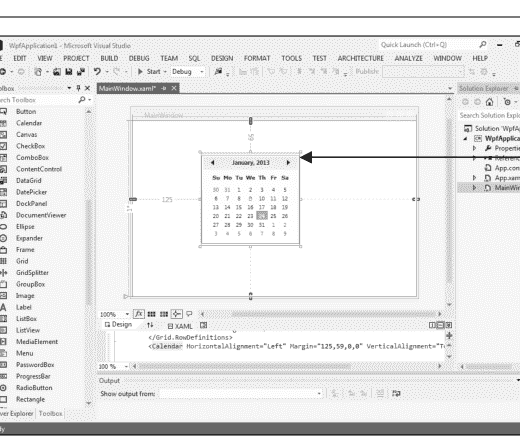 WpfApplication1 - Microsoft Visual Studio
Quick Launch (Ctrl+Q)
EDIT VIEW PROJECT BUILD DEBUG TEAM SQL DESIGN FORMAT TOOLS TEST ARCHITECTURE ANALYZE WINDOW HELP
Start - Debug
Publish:
MainWindow.xaml*
Solution Explorer
Search Solution Explo
Button
Calendar
Canvas
CheckBox
ComboBox
ContentControl
DataGrid
DatePicker
DockPanel
DocumentViewer
Ellipse
Expander
Frame
Grid
GridSplitter
GroupBox
Image
Label
ListBox
ListView
MediaElement
Menu
PasswordBox
ProgressBar
RadioButton
Rectangle
ver Explorer Toolbox
MainWindow
125
January, 2013
Su Mo Tu We Th Fr Sa
30 31 1 2 3 4 5
6 7 8 9 10 11 12
13 14 15 16 17 18 19
20 21 22 23 24 25 26
27 28 29 30 31 1 2
3 4 5 6 7 8 9
Solution 'WpfAp
WpfApplica
Properti
Referenc
App.con
App.xam
MainWin
100%
Design XAML
</Grid.RowDefinitions>
<Calendar HorizontalAlignment="Left" Margin="125,59,0,0" VerticalAlignment="T
100 %
Output
Show output from: